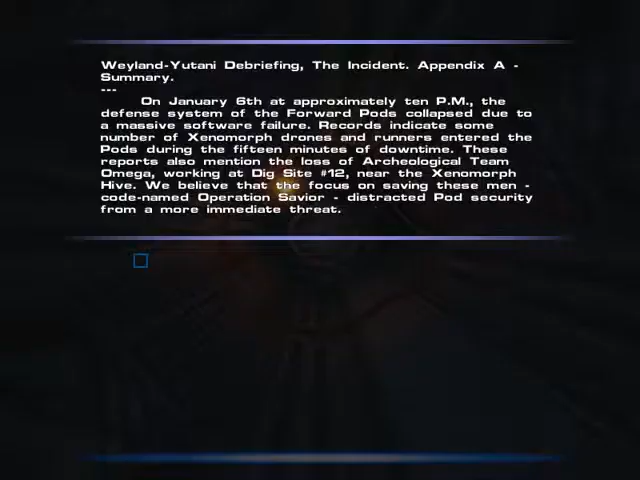 Weyland-Yutani Debriefing, The Incident. Appendix A -
Summary.
---
On January 6th at approximately ten P.M., the
defense system of the Forward Pods collapsed due to
a massive software failure. Records indicate some
number of Xenomorph drones and runners entered the
Pods during the fifteen minutes of downtime. These
reports also mention the loss of Archeological Team
Omega, working at Dig Site #12, near the Xenomorph
Hive. We believe that the focus on saving these men -
code-named Operation Savior - distracted Pod security
from a more immediate threat.